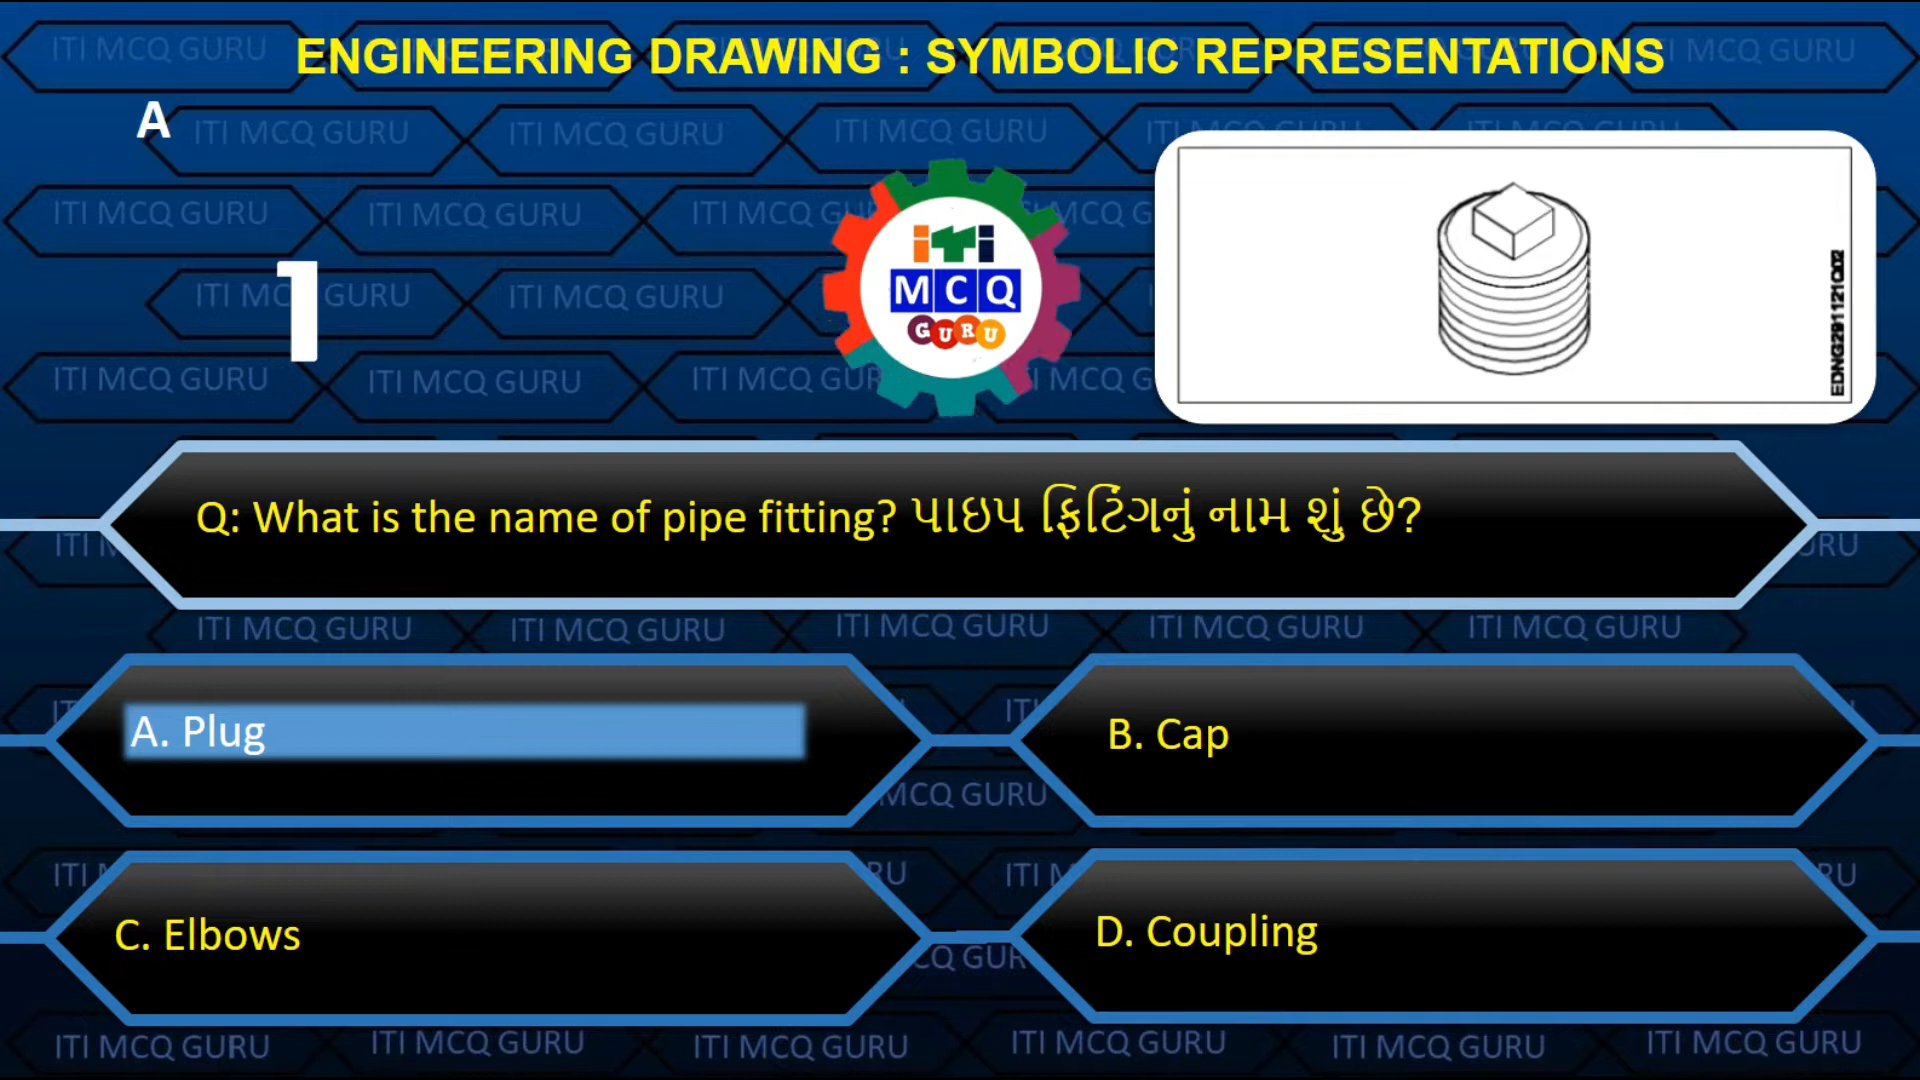 ENGINEERING DRAWING : SYMBOLIC REPRESENTATIONS
A
1
iTi
MCQ
GURU
EDNG291121Q02
Q: What is the name of pipe fitting? પાઇપ ફિટિંગનું નામ શું છે?
A. Plug
B. Cap
C. Elbows
D. Coupling
ITI MCQ GURU